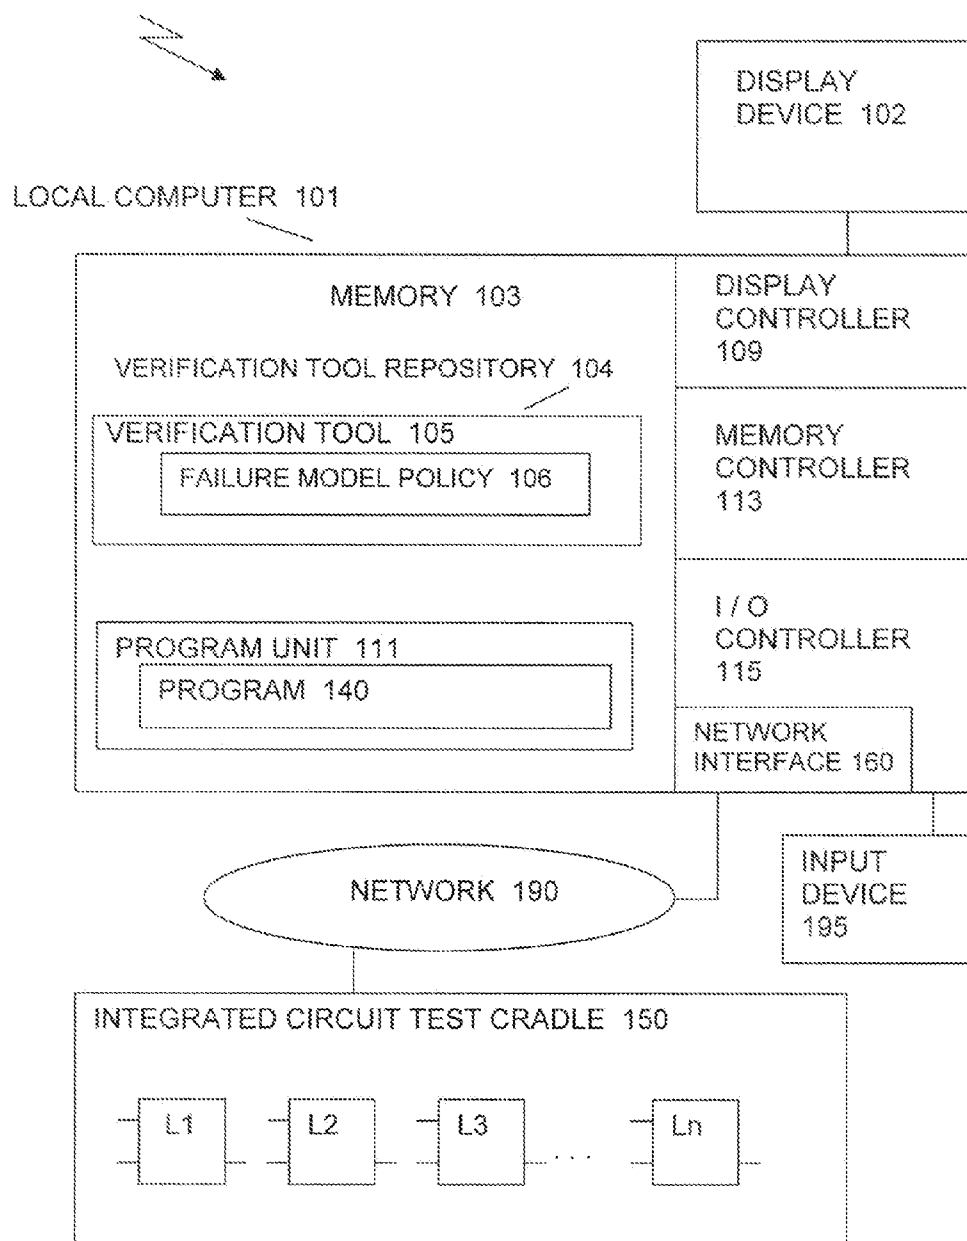 DISPLAY
DEVICE 102
LOCAL COMPUTER 101
MEMORY 103
DISPLAY
CONTROLLER
109
VERIFICATION TOOL REPOSITORY 104
VERIFICATION TOOL 105
FAILURE MODEL POLICY 106
MEMORY
CONTROLLER
113
I / O
CONTROLLER
115
PROGRAM UNIT 111
PROGRAM 140
NETWORK
INTERFACE 160
NETWORK 190
INPUT
DEVICE
195
INTEGRATED CIRCUIT TEST CRADLE 150
L1 L2 L3 . . . Ln